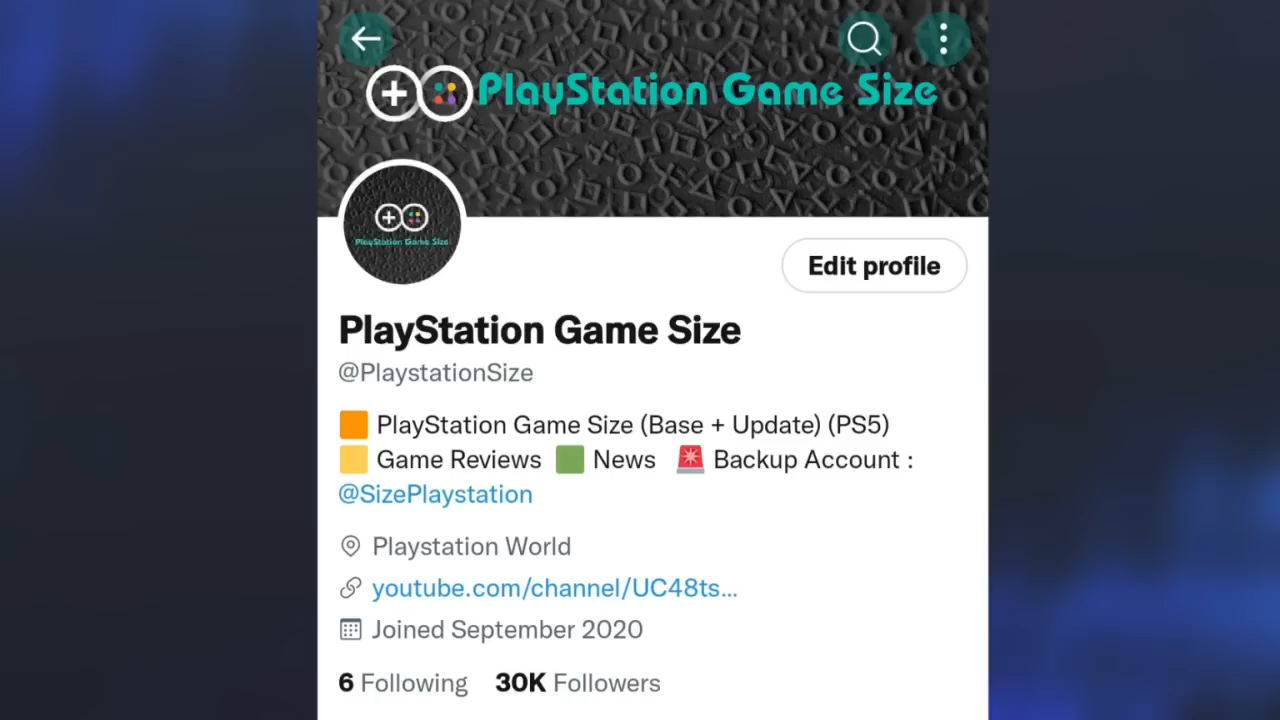 PlayStation Game Size
PlayStation Game Size
Edit profile
PlayStation Game Size
@PlaystationSize
PlayStation Game Size (Base + Update) (PS5)
Game Reviews News Backup Account :
@SizePlaystation
Playstation World
youtube.com/channel/UC48ts...
Joined September 2020
6 Following 30K Followers